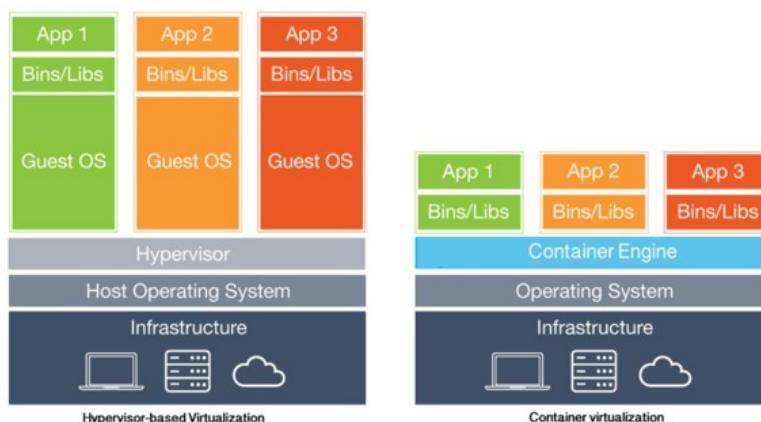 App 1
App 2
App 3
Bins/Libs
Bins/Libs
Bins/Libs
Guest OS
Guest OS
Guest OS
Hypervisor
Host Operating System
Infrastructure
Hypervisor-based Virtualization
App 1
App 2
App 3
Bins/Libs
Bins/Libs
Bins/Libs
Container Engine
Operating System
Infrastructure
Container virtualization